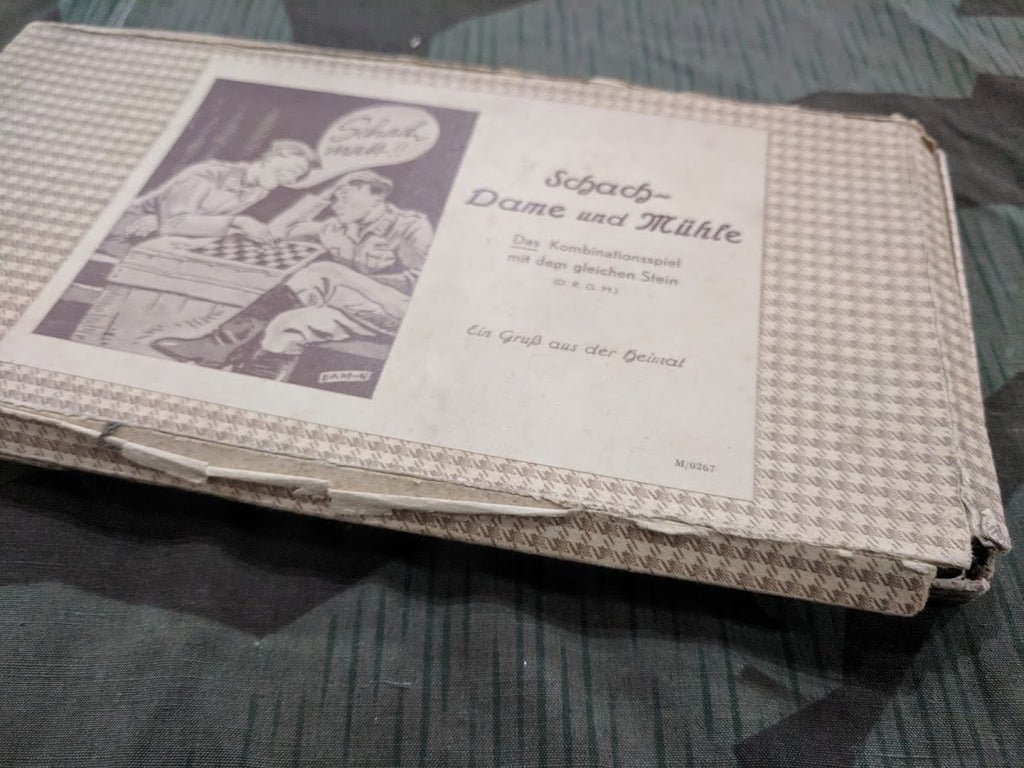 Schach
matt!!
Schach-
Dame und Mühle
Das Kombinationsspiel
mit dem gleichen Stein
(D. R. G. M.)
Ein Gruß aus der Heimat
M/0267